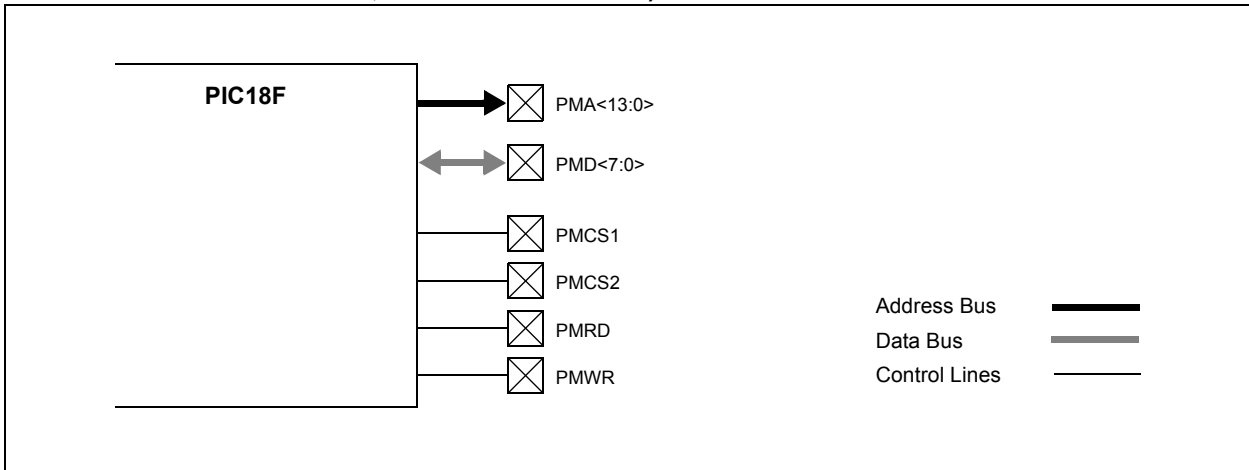 PIC18F
PMA<13:0>
PMD<7:0>
PMCS1
PMCS2
PMRD
PMWR
Address Bus
Data Bus
Control Lines